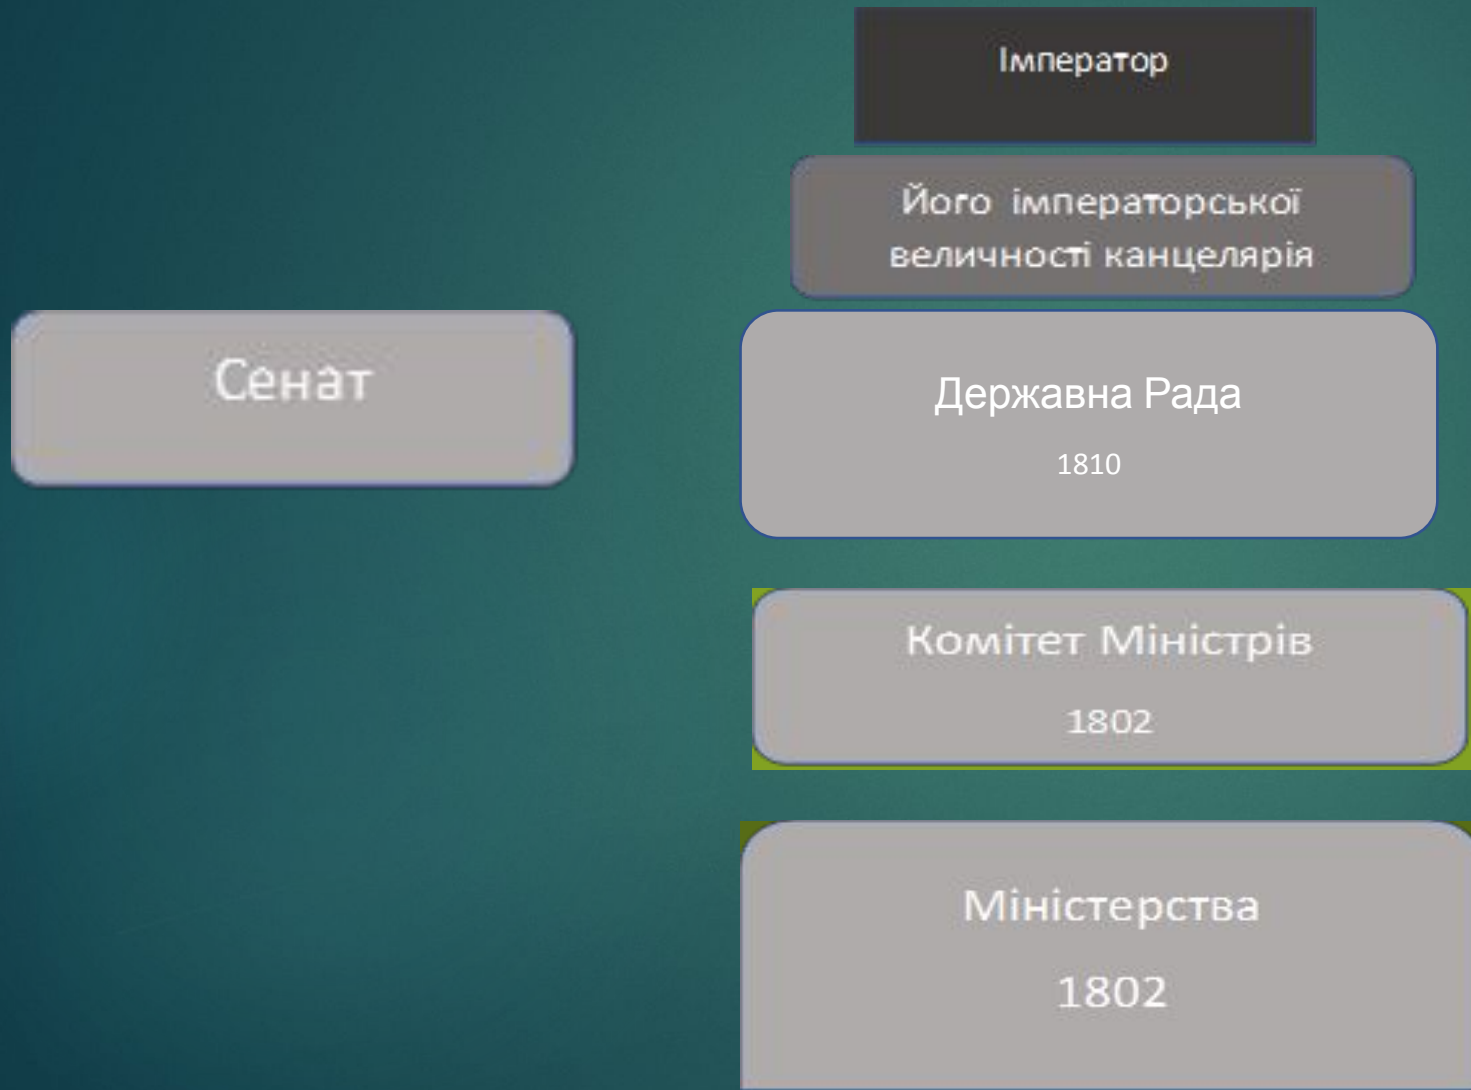 Імператор
Його імператорської
величності канцелярія
Сенат
Державна Рада
1810
Комітет Міністрів
1802
Міністерства
1802